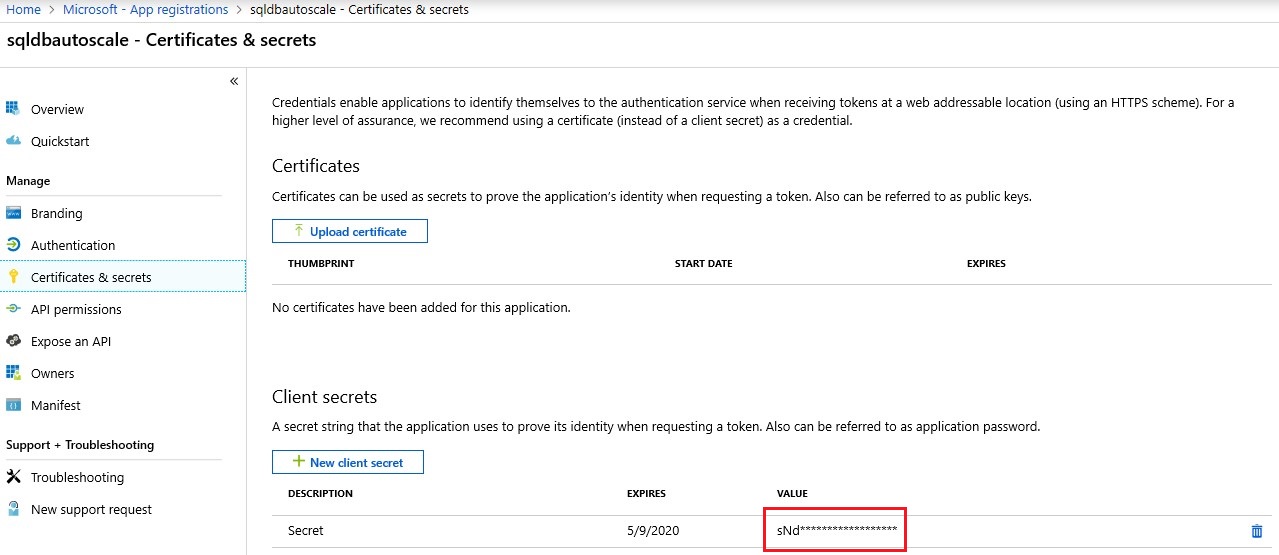 Home > Microsoft - App registrations > sqldbautoscale - Certificates & secrets
sqldbautoscale - Certificates & secrets
«
Overview
Quickstart
Manage
Branding
Authentication
Certificates & secrets
API permissions
Expose an API
Owners
Manifest
Support + Troubleshooting
Troubleshooting
New support request
Credentials enable applications to identify themselves to the authentication service when receiving tokens at a web addressable location (using an HTTPS scheme). For a
higher level of assurance, we recommend using a certificate (instead of a client secret) as a credential.
Certificates
Certificates can be used as secrets to prove the application's identity when requesting a token. Also can be referred to as public keys.
Upload certificate
THUMBPRINT START DATE EXPIRES
No certificates have been added for this application.
Client secrets
A secret string that the application uses to prove its identity when requesting a token. Also can be referred to as application password.
New client secret
DESCRIPTION EXPIRES VALUE
Secret 5/9/2020 sNd******************